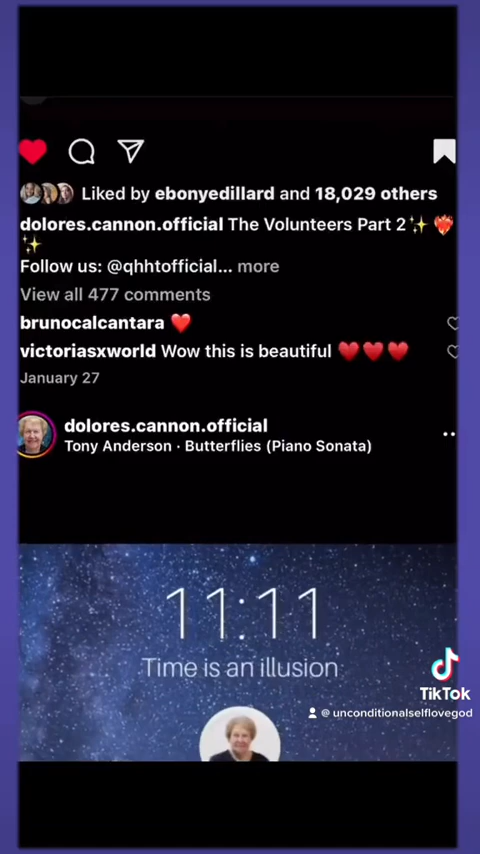 Liked by ebonyedillard and 18,029 others
dolores.cannon.official The Volunteers Part 2✨ ❤️‍🔥
✨
Follow us: @qhhtofficial... more
View all 477 comments
brunocalcantara ❤️
victoriasxworld Wow this is beautiful ♥️♥️♥️
January 27
dolores.cannon.official
Tony Anderson · Butterflies (Piano Sonata)
11:11
Time is an illusion
TikTok
@ unconditionalselflovegod